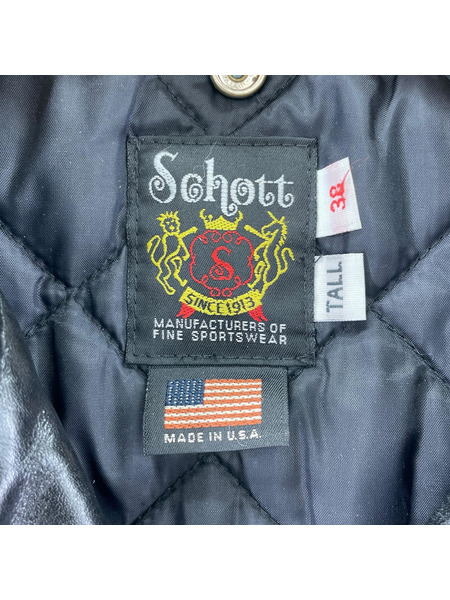 Schott
S
SINCE 1913
MANUFACTURERS OF
FINE SPORTSWEAR
38
TALL
MADE IN U.S.A.